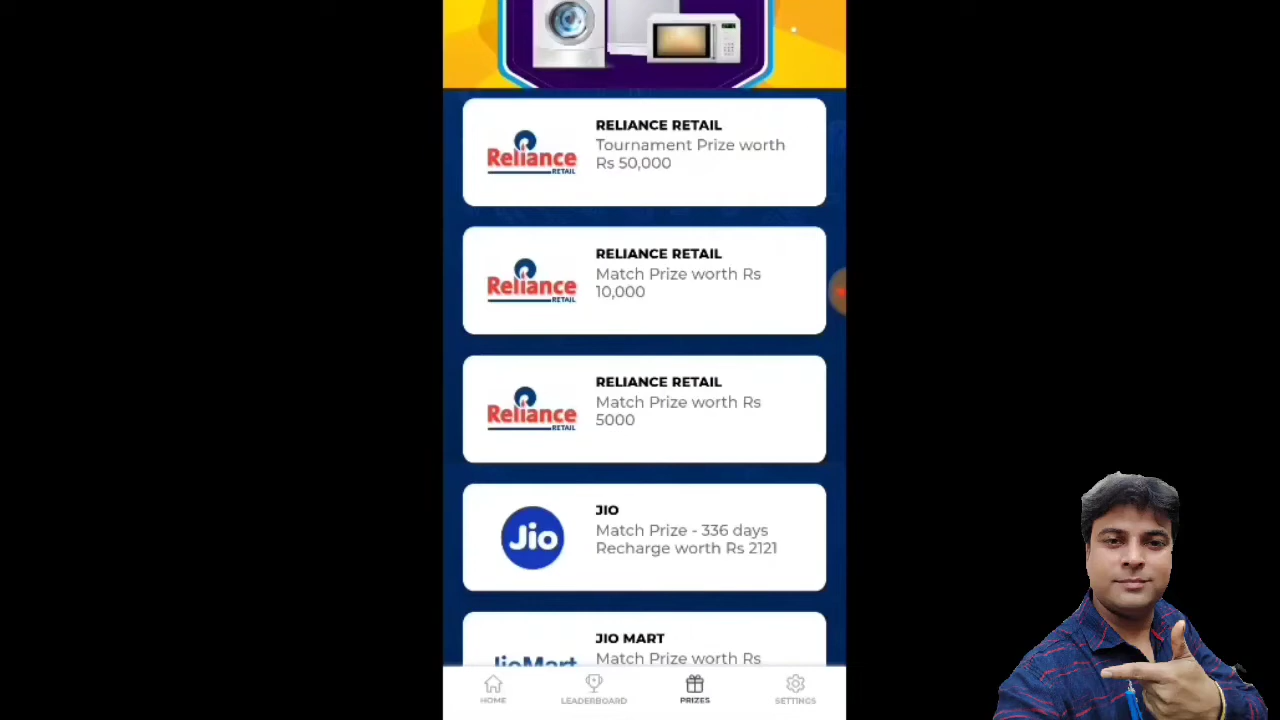 RELIANCE RETAIL
Tournament Prize worth
Rs 50,000
Reliance
RETAIL
RELIANCE RETAIL
Match Prize worth Rs
10,000
Reliance
RETAIL
RELIANCE RETAIL
Match Prize worth Rs
5000
Reliance
RETAIL
JIO
Match Prize - 336 days
Recharge worth Rs 2121
Jio
JIO MART
Match Prize worth Rs
JioMart
HOME
LEADERBOARD
PRIZES
SETTINGS